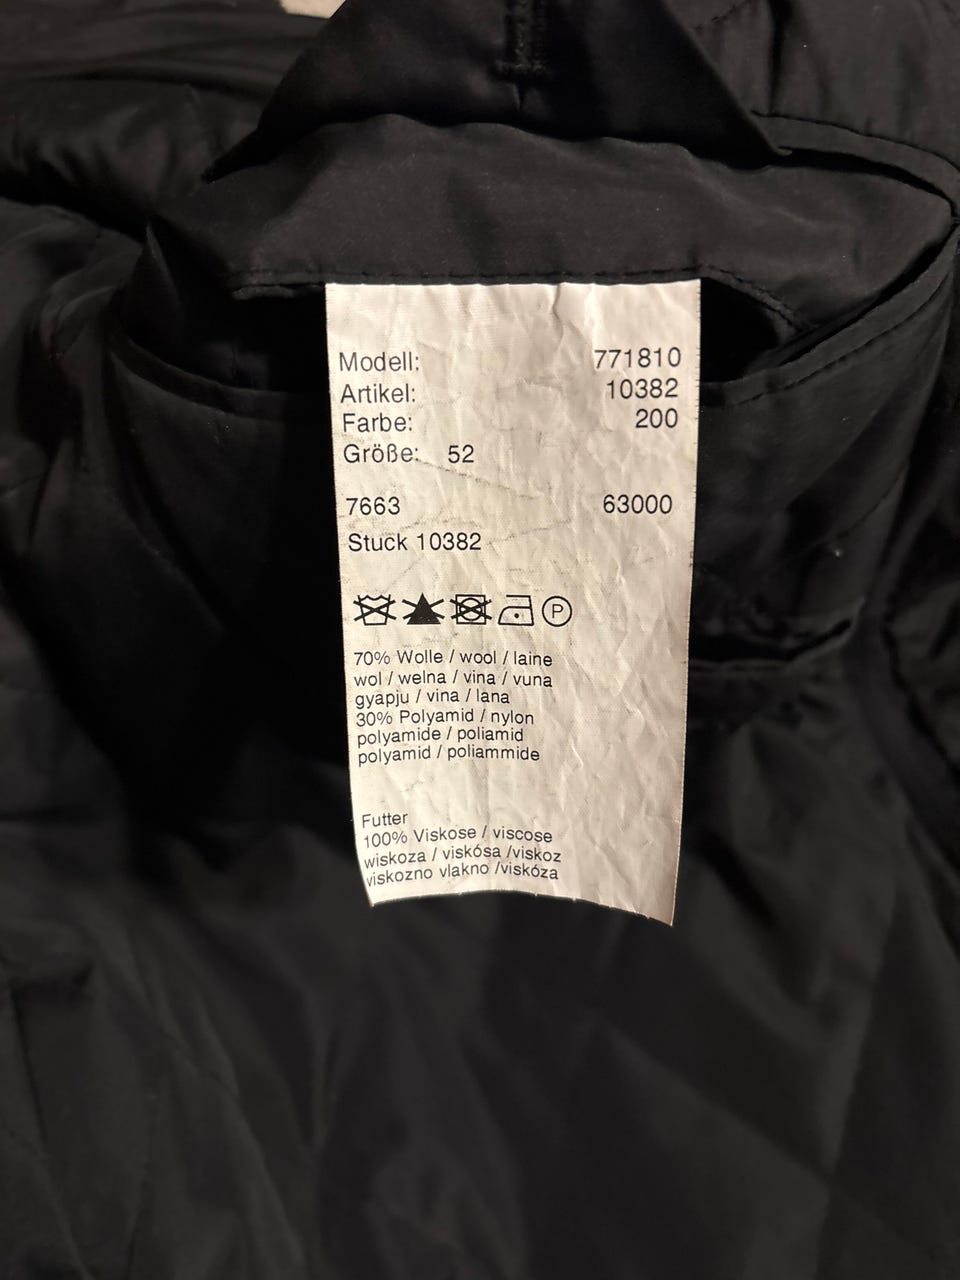 Modell: 771810
Artikel: 10382
Farbe: 200
Größe: 52
7663 63000
Stuck 10382
P
70% Wolle / wool / laine
wol / wełna / vina / vuna
gyapju / vina / lana
30% Polyamid / nylon
polyamide / poliamid
polyamid / poliammide
Futter
100% Viskose / viscose
wiskoza / viskósa /viskoz
viskozno vlakno /viskóza